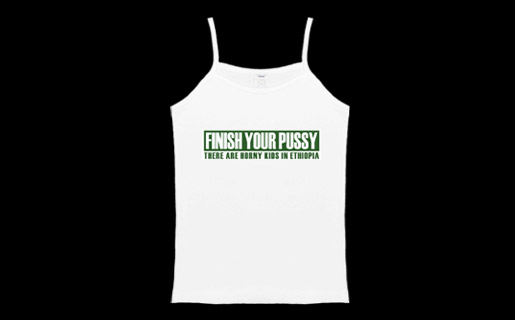 FINISH YOUR PUSSY
THERE ARE HORNY KIDS IN ETHIOPIA